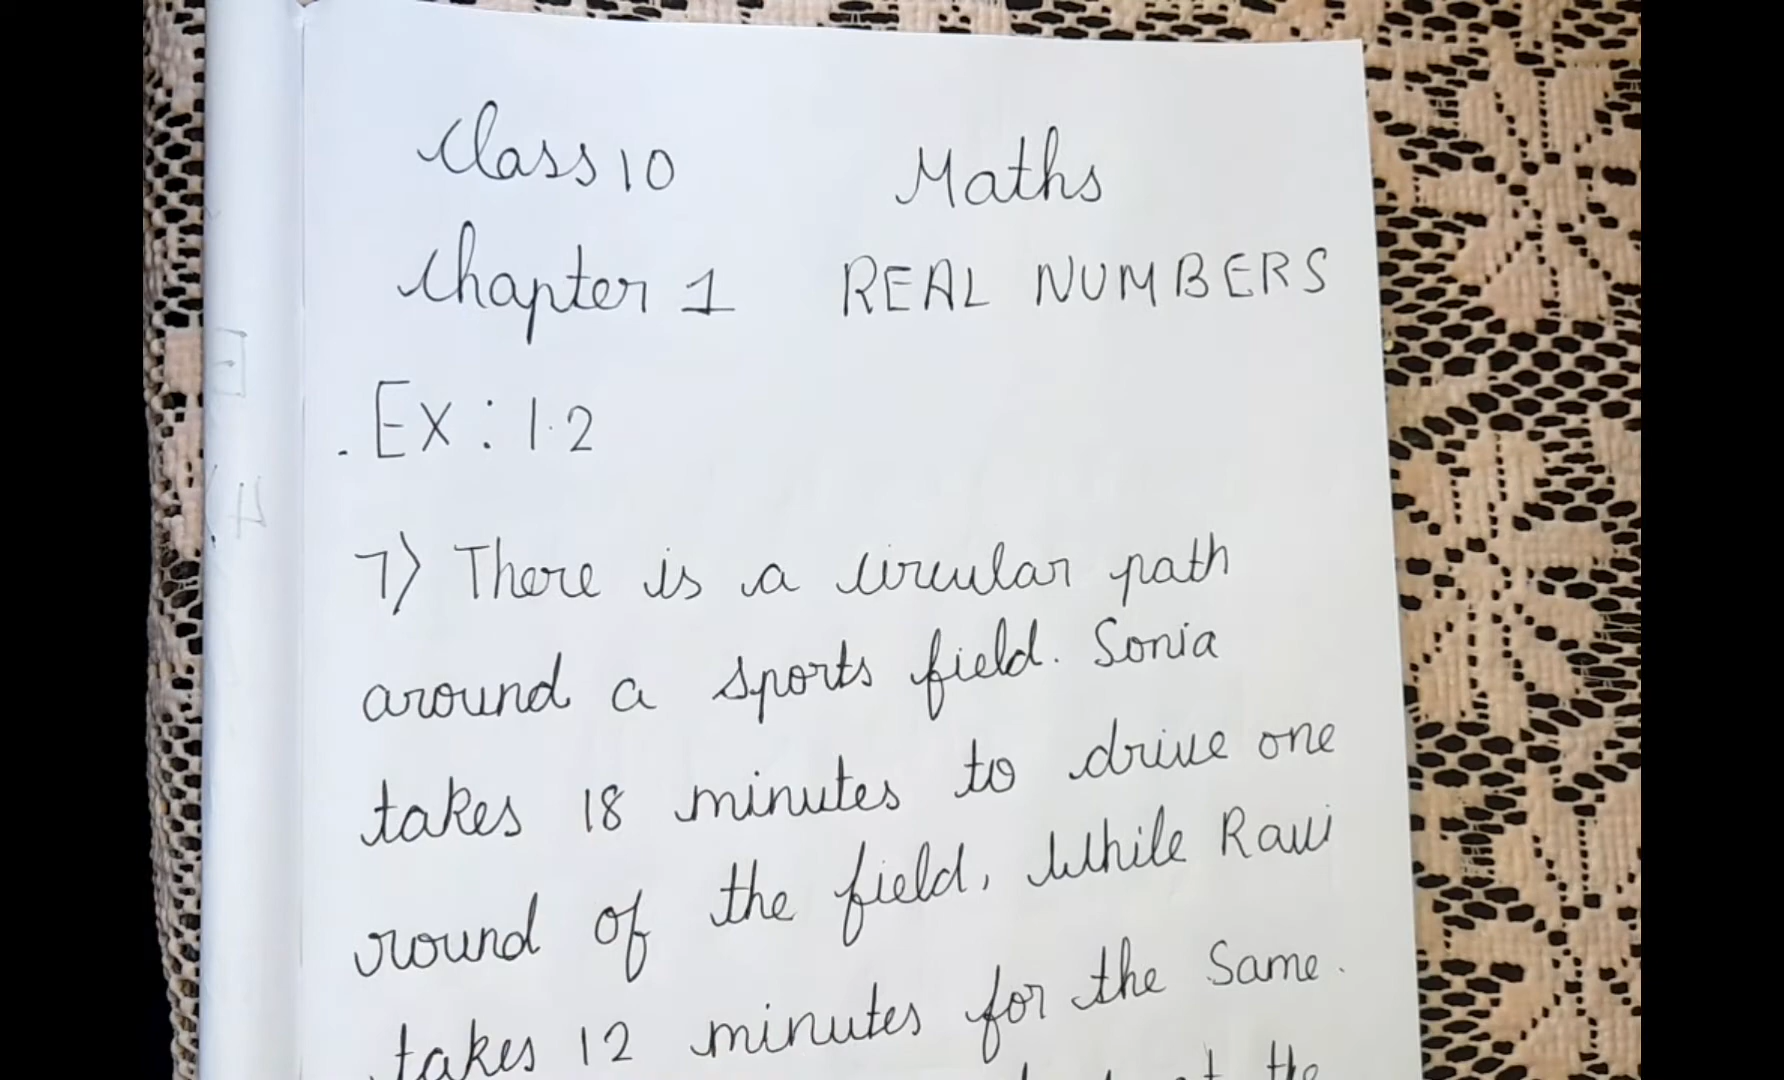 Class 10 Maths
Chapter 1 REAL NUMBERS
Ex : 1.2
7) There is a circular path
around a sports field. Sonia
takes 18 minutes to drive one
round of the field, While Ravi
takes 12 minutes for the Same.
the